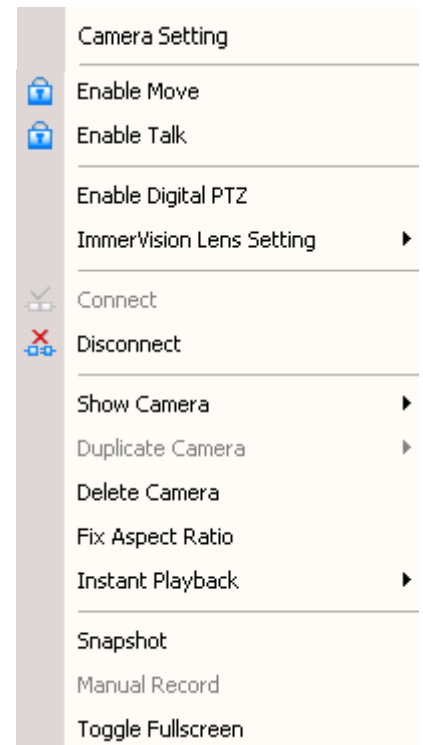 Camera Setting
Enable Move
Enable Talk
Enable Digital PTZ
ImmerVision Lens Setting
Connect
Disconnect
Show Camera
Duplicate Camera
Delete Camera
Fix Aspect Ratio
Instant Playback
Snapshot
Manual Record
Toggle Fullscreen